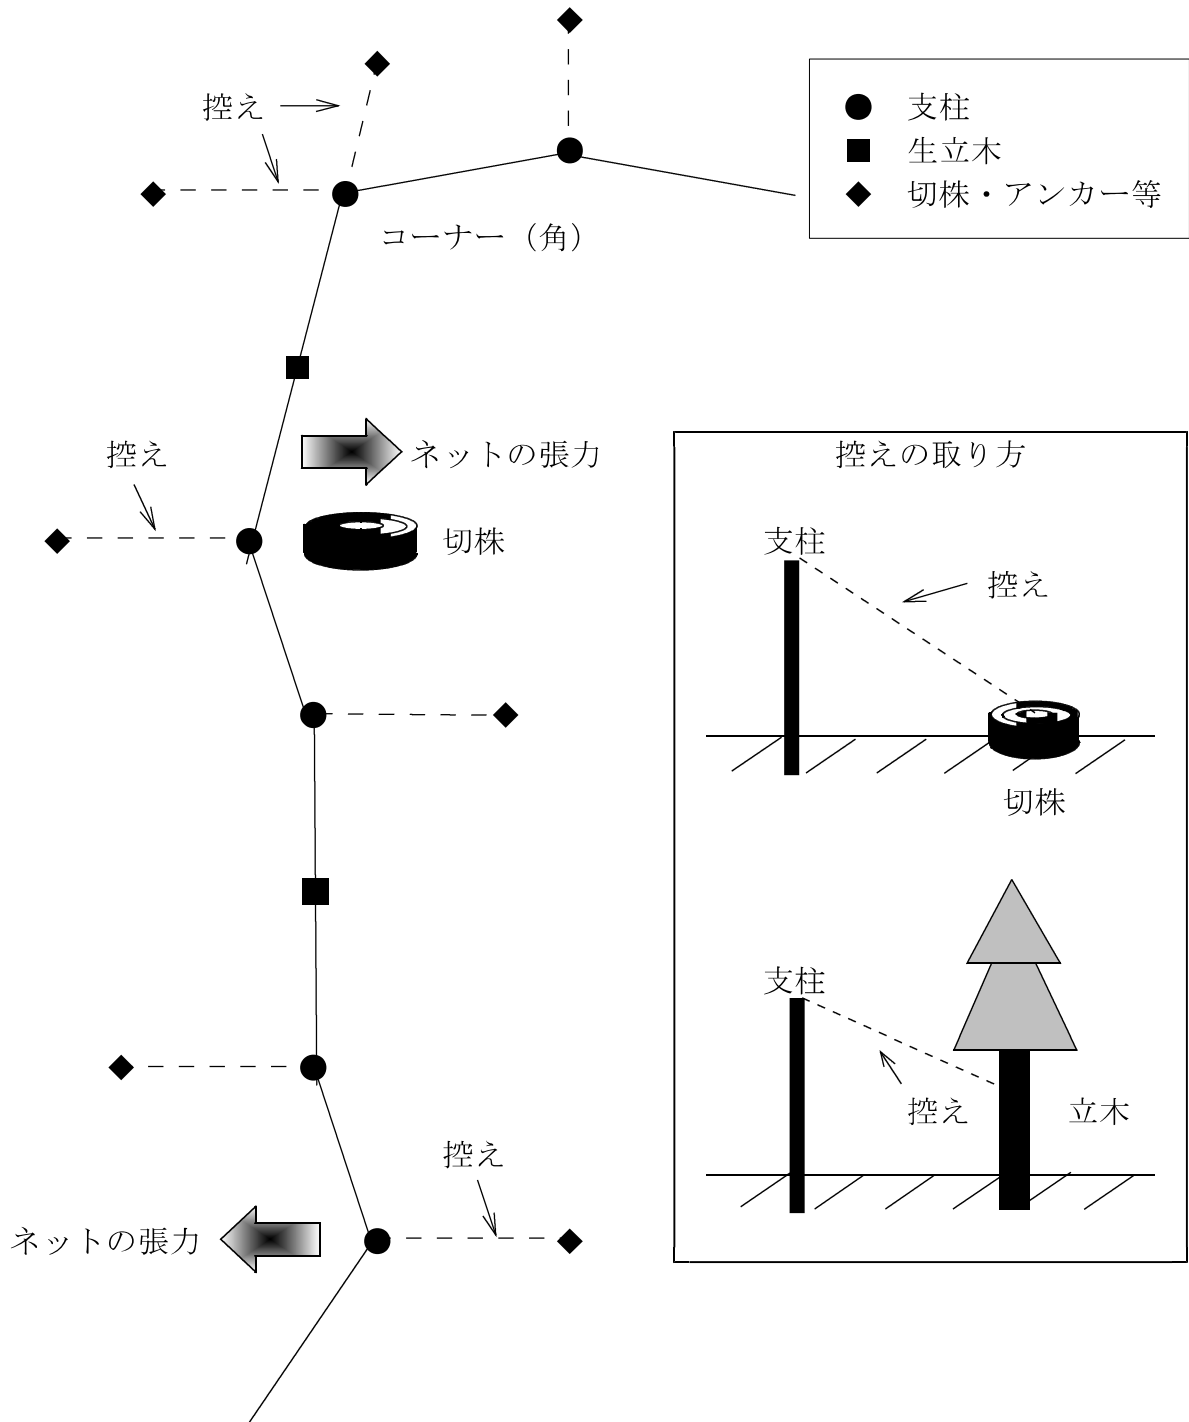 控え
支柱
生立木
切株・アンカー等
コーナー（角）
控え
ネットの張力
切株
控えの取り方
支柱
控え
切株
支柱
控え
立木
控え
ネットの張力